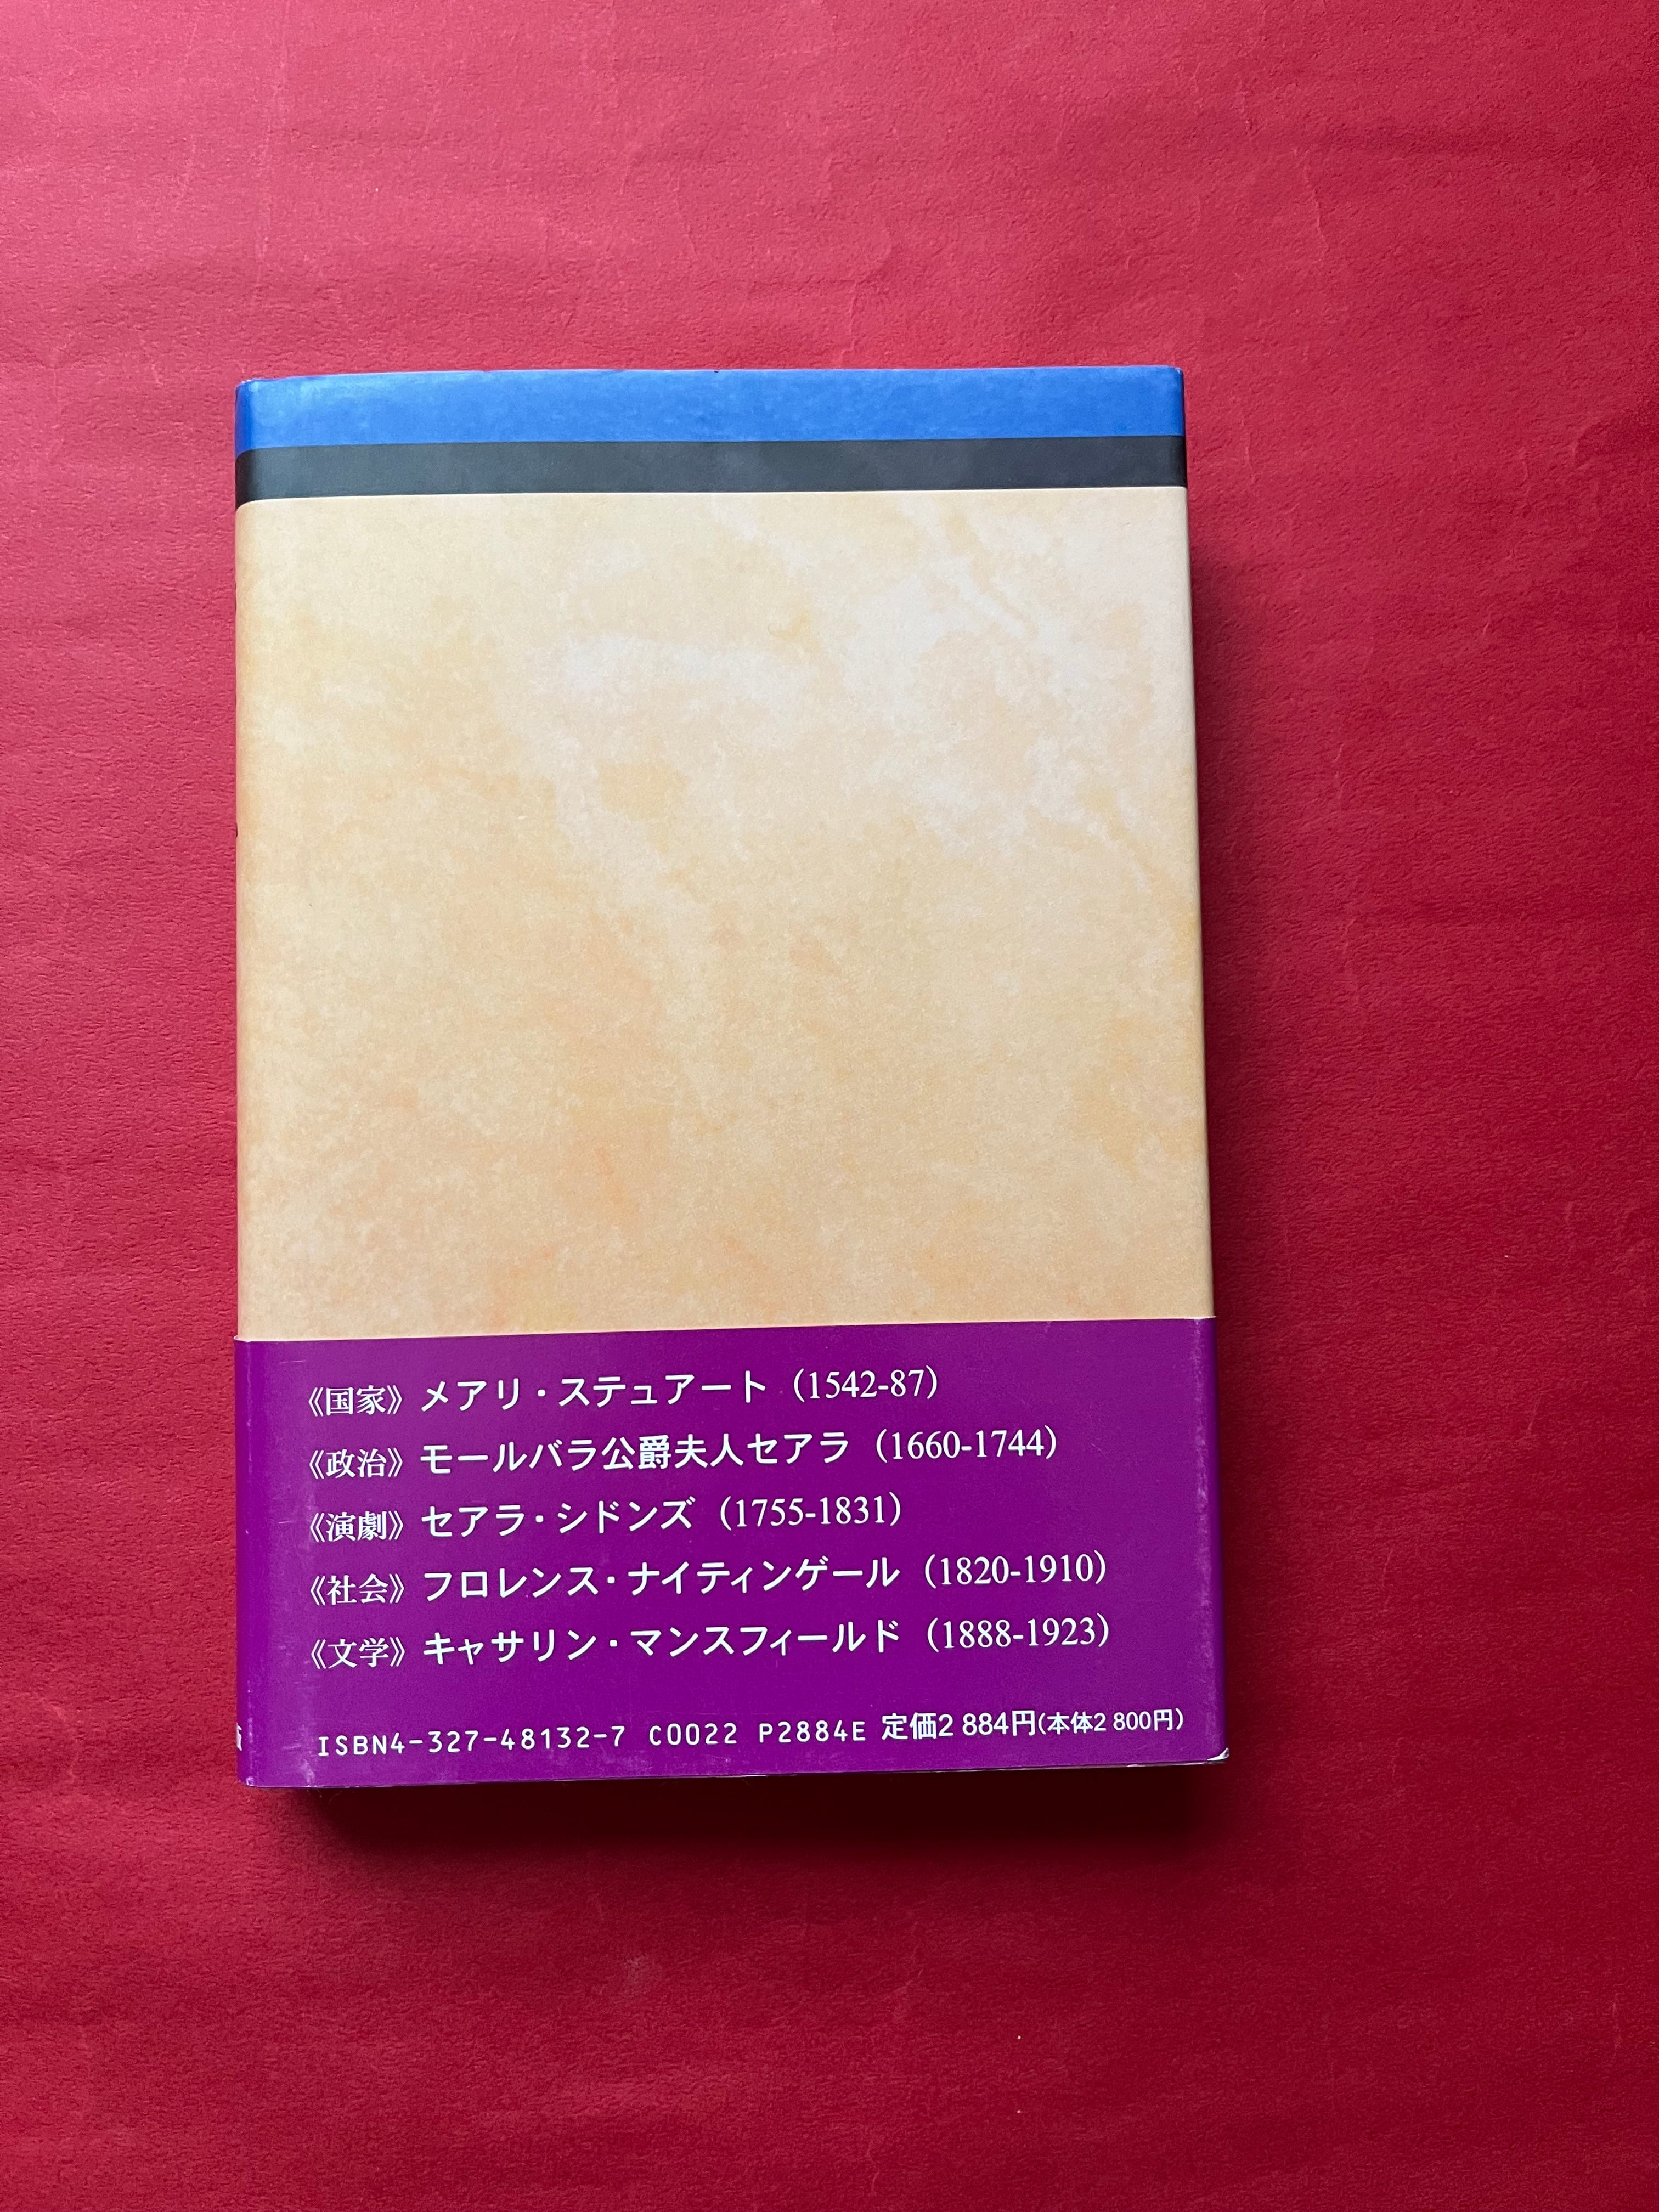 《国家》メアリ・ステュアート（1542-87）
《政治》モールバラ公爵夫人セアラ（1660-1744）
《演劇》セアラ・シドンズ（1755-1831）
《社会》フロレンス・ナイティンゲール（1820-1910）
《文学》キャサリン・マンスフィールド（1888-1923）
ISBN4-327-48132-7 C0022 P2884E 定価2 884円(本体2 800円)